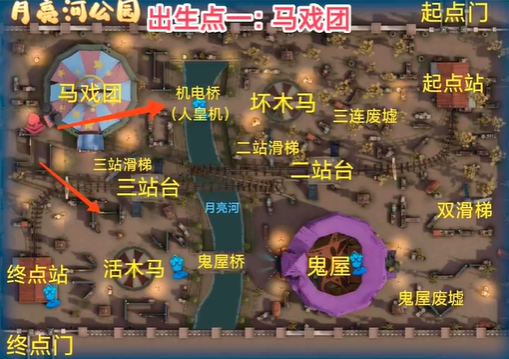 月亮河公园
出生点一：马戏团
起点门
马戏团
机电桥
（人皇机）
坏木马
起点站
三连废墟
二站滑梯
三站滑梯
二站台
三站台
月亮河
双滑梯
终点站
活木马
鬼屋桥
鬼屋
鬼屋废墟
终点门